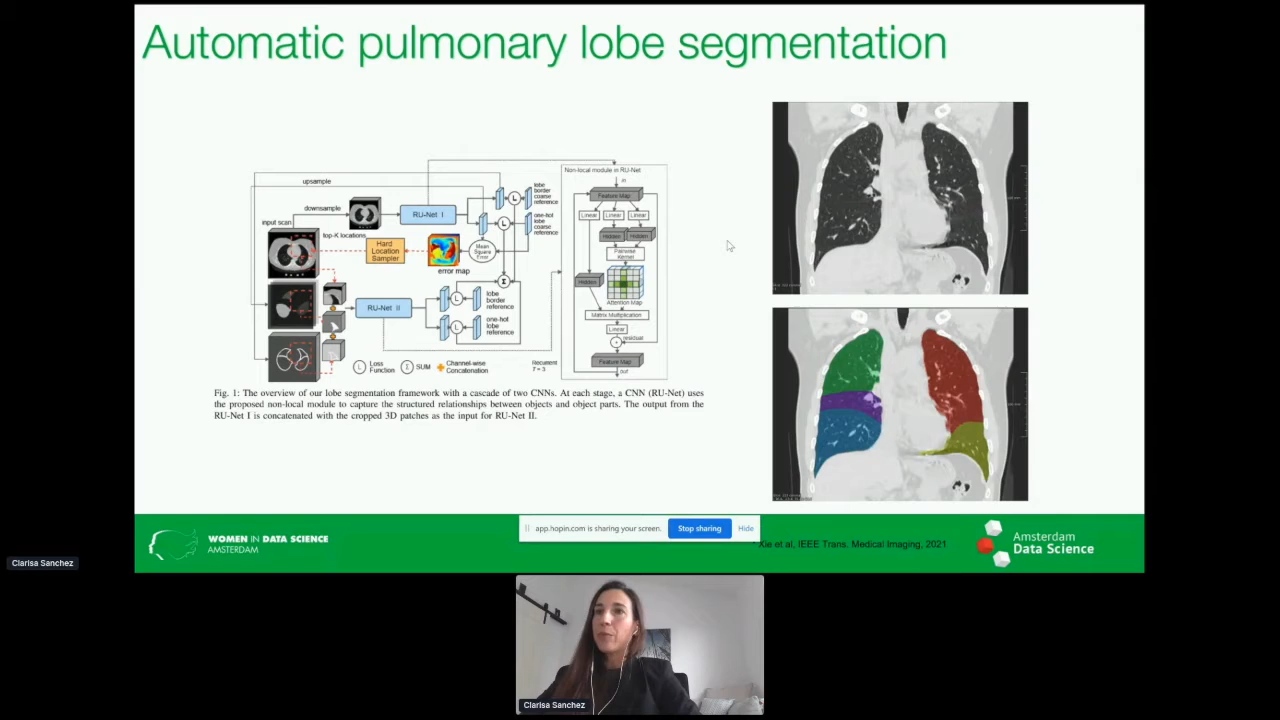 Automatic pulmonary lobe segmentation
upsample
downsample
input scan
RU-Net I
top-K locations
Hard
Location
Sampler
error map
Mean
Square
Error
L
lobe
border
coarse
reference
L
one-hot
lobe
coarse
reference
Σ
RU-Net II
L
lobe
border
reference
L
one-hot
lobe
reference
L Loss
Function
Σ SUM
Channel-wise
Concatenation
Recurrent
T = 3
Non-local module in RU-Net
in
Feature Map
Linear Linear Linear
Hidden Hidden
Pairwise
Kernel
Hidden
Attention Map
Matrix Multiplication
Linear
residual
+
Feature Map
out
Fig. 1: The overview of our lobe segmentation framework with a cascade of two CNNs. At each stage, a CNN (RU-Net) uses
the proposed non-local module to capture the structured relationships between objects and object parts. The output from the
RU-Net I is concatenated with the cropped 3D patches as the input for RU-Net II.
WOMEN IN DATA SCIENCE
AMSTERDAM
app.hopin.com is sharing your screen.
Stop sharing
Hide
* Xie et al, IEEE Trans. Medical Imaging, 2021
Amsterdam
Data Science
Clarisa Sanchez
Clarisa Sanchez